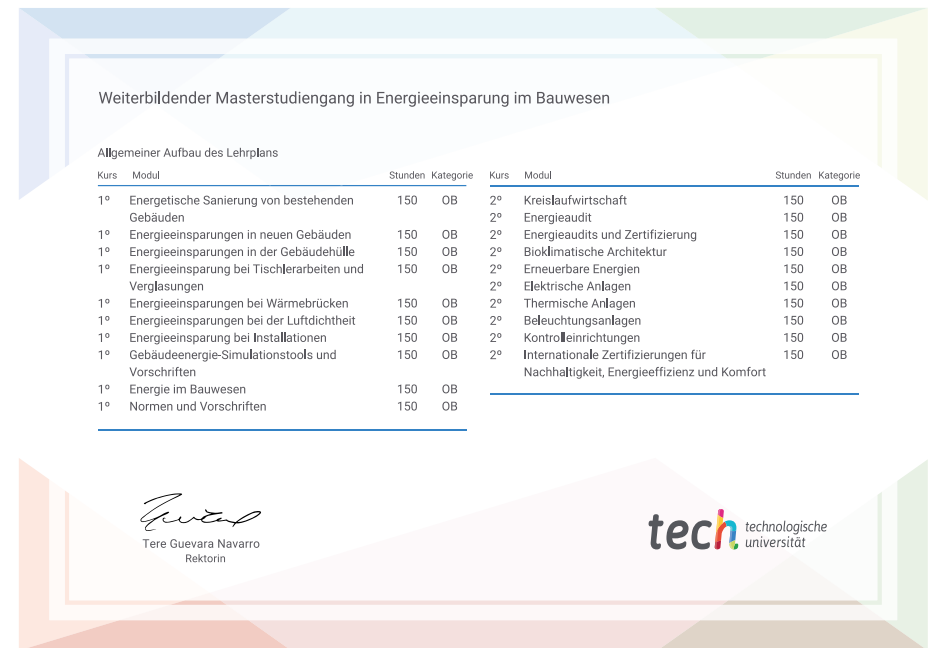 Weiterbildender Masterstudiengang in Energieeinsparung im Bauwesen
Allgemeiner Aufbau des Lehrplans
Kurs Modul Stunden Kategorie
1º Energetische Sanierung von bestehenden 150 OB
Gebäuden
1º Energieeinsparungen in neuen Gebäuden 150 OB
1º Energieeinsparungen in der Gebäudehülle 150 OB
1º Energieeinsparung bei Tischlerarbeiten und 150 OB
Verglasungen
1º Energieeinsparungen bei Wärmebrücken 150 OB
1º Energieeinsparungen bei der Luftdichtheit 150 OB
1º Energieeinsparung bei Installationen 150 OB
1º Gebäudeenergie-Simulationstools und 150 OB
Vorschriften
1º Energie im Bauwesen 150 OB
1º Normen und Vorschriften 150 OB
Kurs Modul Stunden Kategorie
2º Kreislaufwirtschaft 150 OB
2º Energieaudit 150 OB
2º Energieaudits und Zertifizierung 150 OB
2º Bioklimatische Architektur 150 OB
2º Erneuerbare Energien 150 OB
2º Elektrische Anlagen 150 OB
2º Thermische Anlagen 150 OB
2º Beleuchtungsanlagen 150 OB
2º Kontrolleinrichtungen 150 OB
2º Internationale Zertifizierungen für 150 OB
Nachhaltigkeit, Energieeffizienz und Komfort
Tere Guevara Navarro
Rektorin
tech technologische
universität